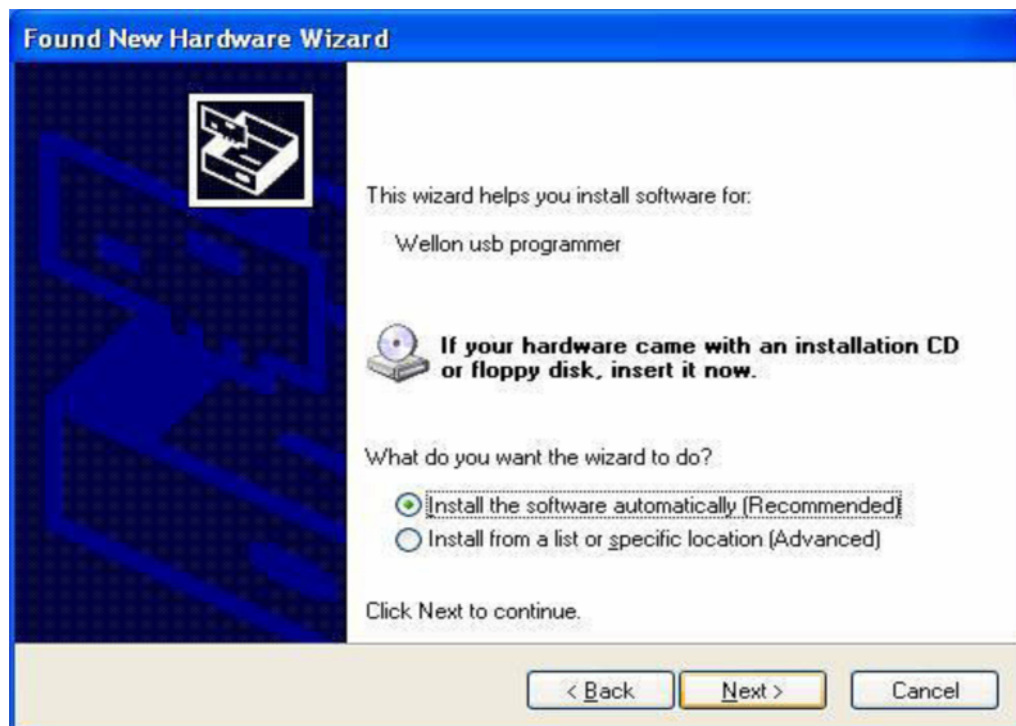 Found New Hardware Wizard
This wizard helps you install software for:
Wellon usb programmer
If your hardware came with an installation CD
or floppy disk, insert it now.
What do you want the wizard to do?
Install the software automatically (Recommended)
Install from a list or specific location (Advanced)
Click Next to continue.
< Back
Next >
Cancel